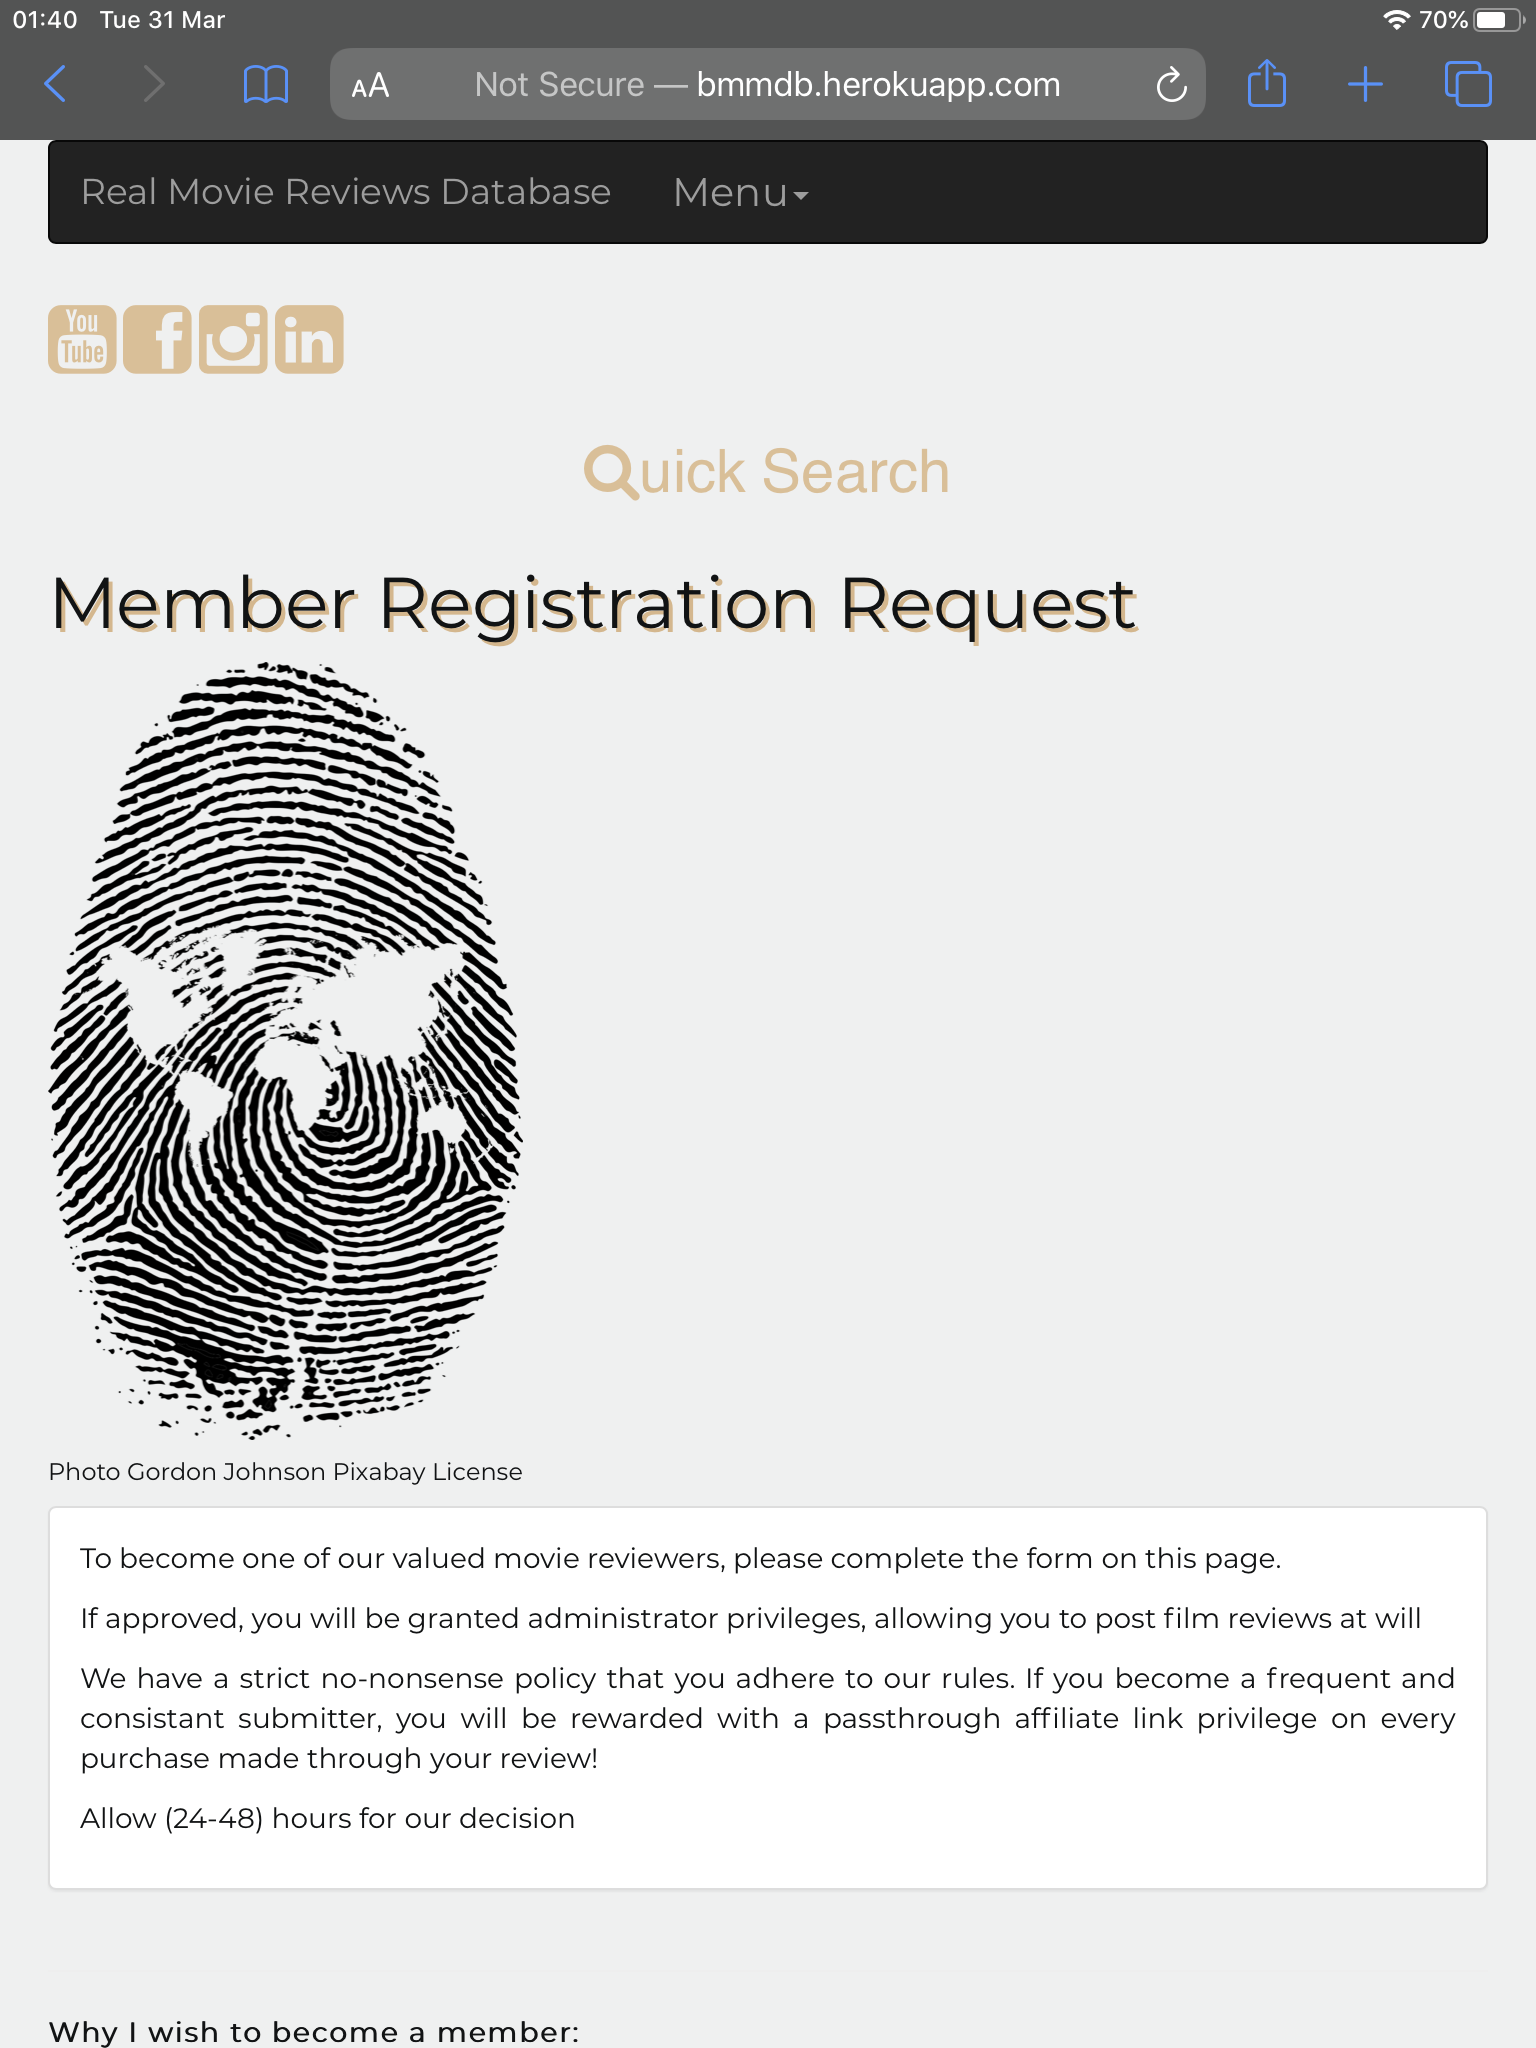 01:40 Tue 31 Mar 70%
AA Not Secure — bmmdb.herokuapp.com
Real Movie Reviews Database Menu
You
Tube f in
uick Search
Member Registration Request
Photo Gordon Johnson Pixabay License
To become one of our valued movie reviewers, please complete the form on this page.
If approved, you will be granted administrator privileges, allowing you to post film reviews at will
We have a strict no-nonsense policy that you adhere to our rules. If you become a frequent and
consistant submitter, you will be rewarded with a passthrough affiliate link privilege on every
purchase made through your review!
Allow (24-48) hours for our decision
Why I wish to become a member: